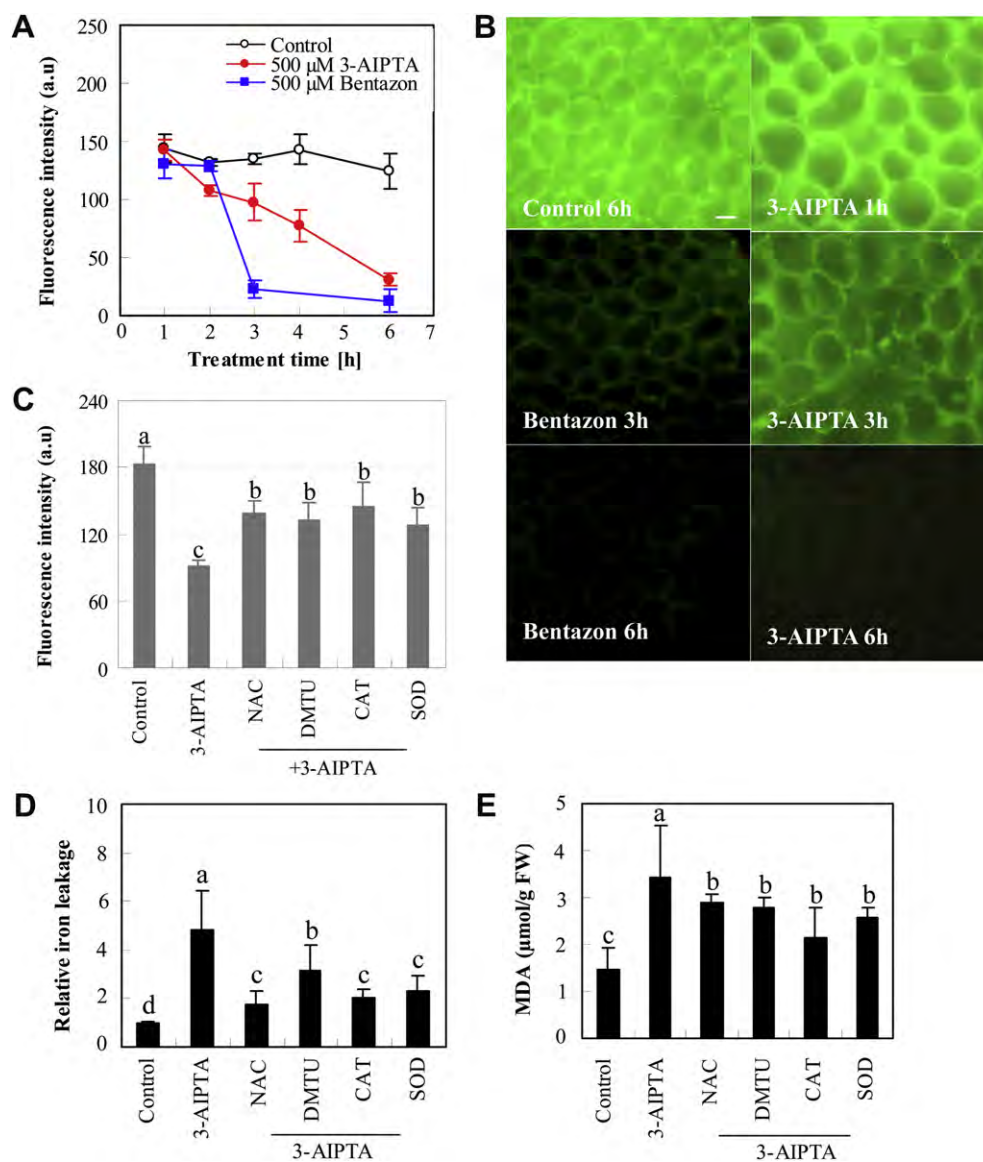 A
Fluorescence intensity (a.u)
250
200
150
100
50
0
Control
500 μM 3-AIPTA
500 μM Bentazon
0 1 2 3 4 5 6 7
Treatment time [h]
B
Control 6h
3-AIPTA 1h
Bentazon 3h
3-AIPTA 3h
Bentazon 6h
3-AIPTA 6h
C
Fluorescence intensity (a.u)
240
180
120
60
0
a
c
b
b
b
b
Control
3-AIPTA
NAC
DMTU
CAT
SOD
+3-AIPTA
D
Relative iron leakage
10
8
6
4
2
0
d
a
c
b
c
c
Control
3-AIPTA
NAC
DMTU
CAT
SOD
3-AIPTA
E
MDA (μmol/g FW)
5
4
3
2
1
0
c
a
b
b
b
b
Control
3-AIPTA
NAC
DMTU
CAT
SOD
3-AIPTA